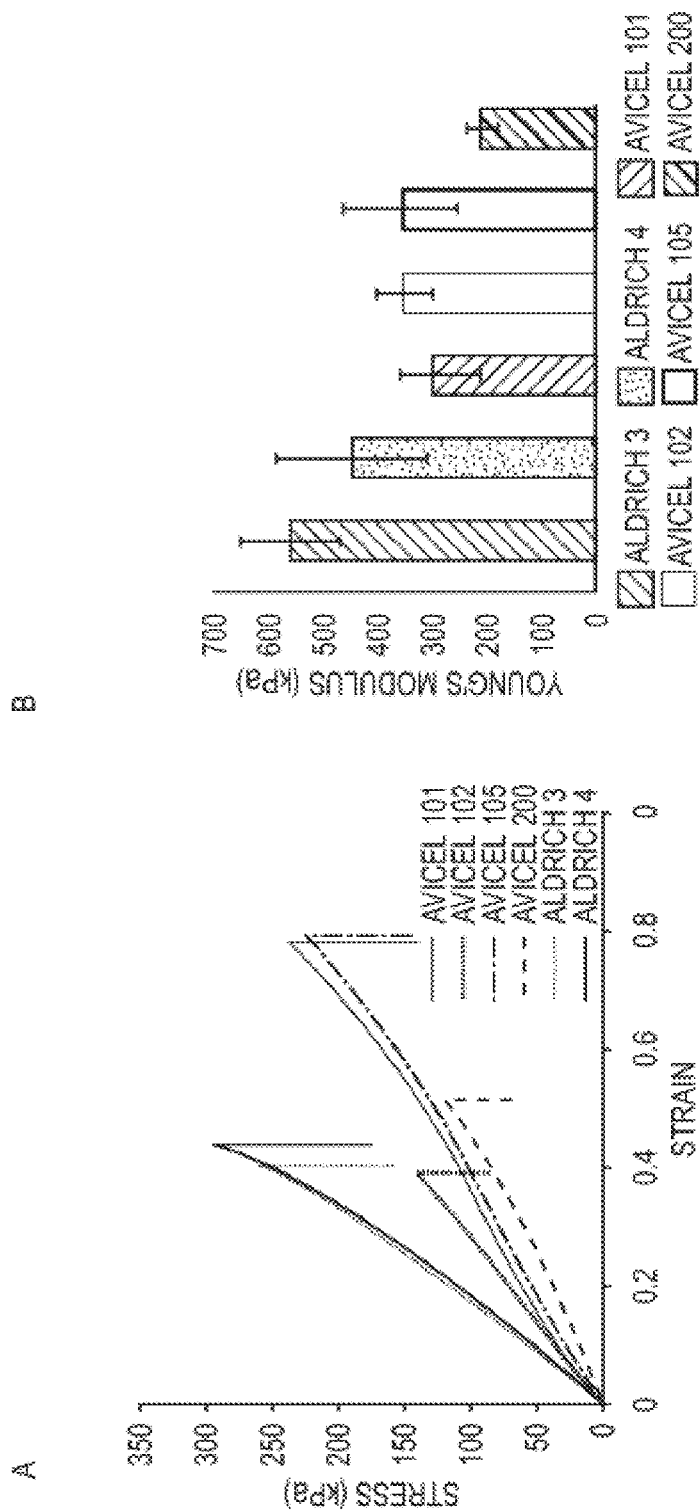 A
STRESS (kPa)
350
300
250
200
150
100
50
0
0 0.2 0.4 0.6 0.8 0
STRAIN
AVICEL 101
AVICEL 102
AVICEL 105
AVICEL 200
ALDRICH 3
ALDRICH 4
B
YOUNG'S MODULUS (kPa)
700
600
500
400
300
200
100
0
ALDRICH 3 ALDRICH 4 AVICEL 101
AVICEL 102 AVICEL 105 AVICEL 200